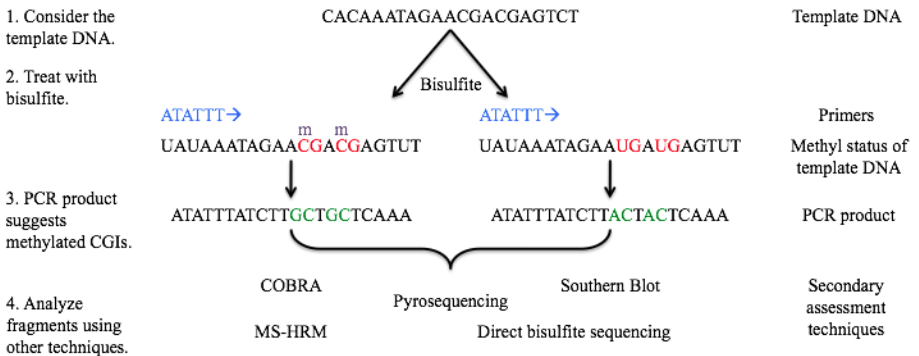 1. Consider the template DNA.
CACAAATAGAACGACGAGTCT
Template DNA
2. Treat with bisulfite.
Bisulfite
ATATTT
ATATTT
Primers
m m
UAUAAATAGAACGACGAGTUT
UAUAAATAGAAUGAUGAGTUT
Methyl status of template DNA
3. PCR product suggests methylated CGIs.
ATATTTATCTTGCTGCTCAAA
ATATTTATCTTACTACTCAAA
PCR product
4. Analyze fragments using other techniques.
COBRA
Southern Blot
Pyrosequencing
MS-HRM
Direct bisulfite sequencing
Secondary assessment techniques